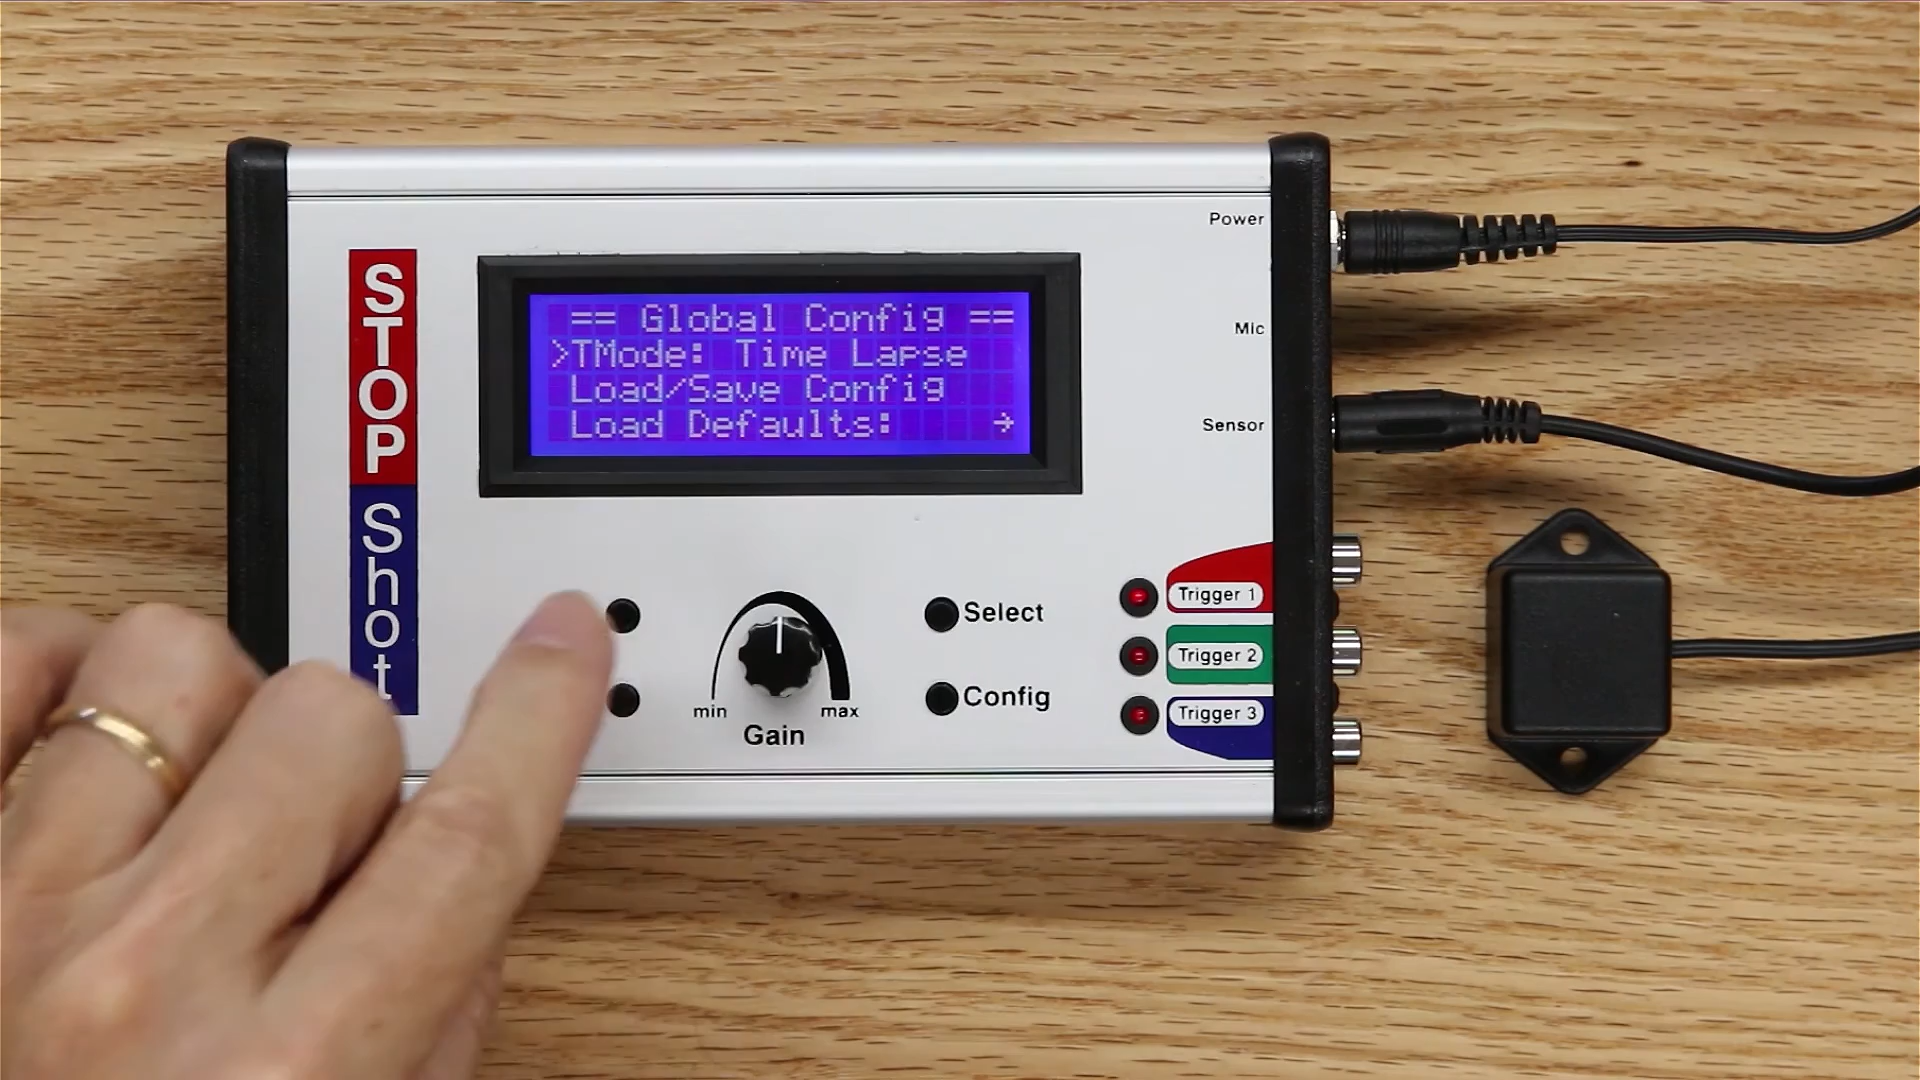 STOP Shot
== Global Config ==
>TMode: Time Lapse
Load/Save Config
Load Defaults: →
Power
Mic
Sensor
min
max
Gain
Select
Config
Trigger 1
Trigger 2
Trigger 3